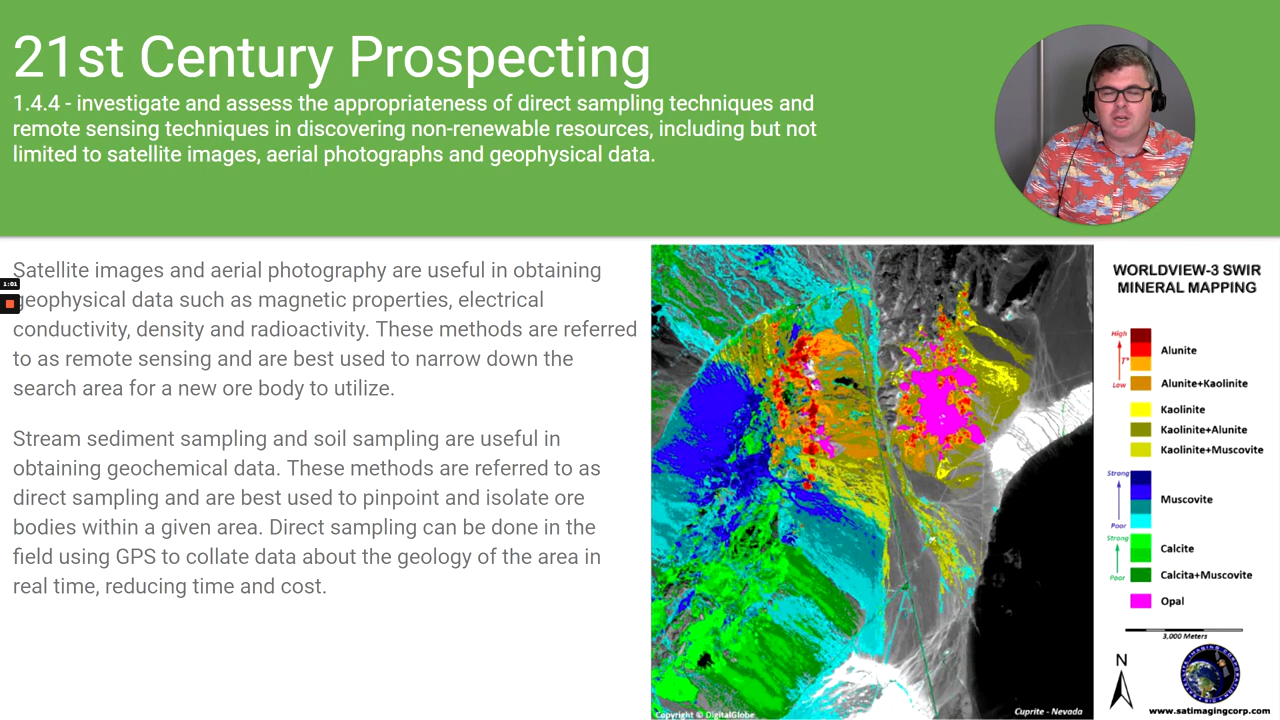 21st Century Prospecting
1.4.4 - investigate and assess the appropriateness of direct sampling techniques and
remote sensing techniques in discovering non-renewable resources, including but not
limited to satellite images, aerial photographs and geophysical data.
1:01
Satellite images and aerial photography are useful in obtaining
geophysical data such as magnetic properties, electrical
conductivity, density and radioactivity. These methods are referred
to as remote sensing and are best used to narrow down the
search area for a new ore body to utilize.
Stream sediment sampling and soil sampling are useful in
obtaining geochemical data. These methods are referred to as
direct sampling and are best used to pinpoint and isolate ore
bodies within a given area. Direct sampling can be done in the
field using GPS to collate data about the geology of the area in
real time, reducing time and cost.
WORLDVIEW-3 SWIR
MINERAL MAPPING
High
Alunite
T°
Low
Alunite+Kaolinite
Kaolinite
Kaolinite+Alunite
Kaolinite+Muscovite
Strong
Muscovite
Poor
Strong
Calcite
Poor
Calcita+Muscovite
Opal
3,000 Meters
N
SATELLITE IMAGING CORPORATION
www.satimagingcorp.com
Copyright © DigitalGlobe
Cuprite - Nevada